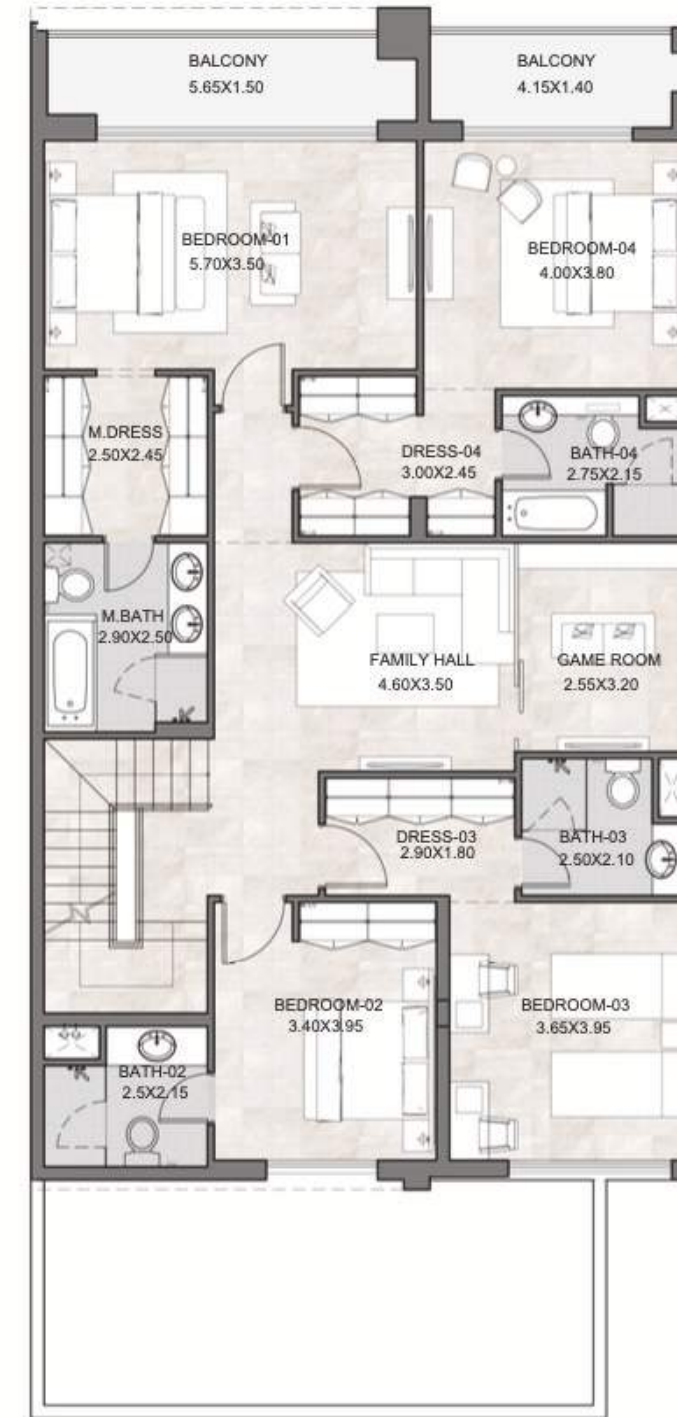 BALCONY
5.65X1.50
BALCONY
4.15X1.40
BEDROOM-01
5.70X3.50
BEDROOM-04
4.00X3.80
M.DRESS
2.50X2.45
DRESS-04
3.00X2.45
BATH-04
2.75X2.15
M.BATH
2.90X2.50
FAMILY HALL
4.60X3.50
GAME ROOM
2.55X3.20
DRESS-03
2.90X1.80
BATH-03
2.50X2.10
BEDROOM-02
3.40X3.95
BEDROOM-03
3.65X3.95
BATH-02
2.5X2.15